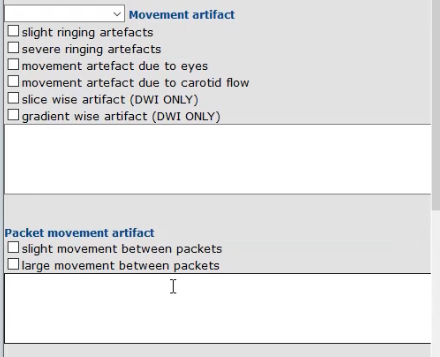 Movement artifact
slight ringing artefacts
severe ringing artefacts
movement artefact due to eyes
movement artefact due to carotid flow
slice wise artifact (DWI ONLY)
gradient wise artifact (DWI ONLY)
Packet movement artifact
slight movement between packets
large movement between packets